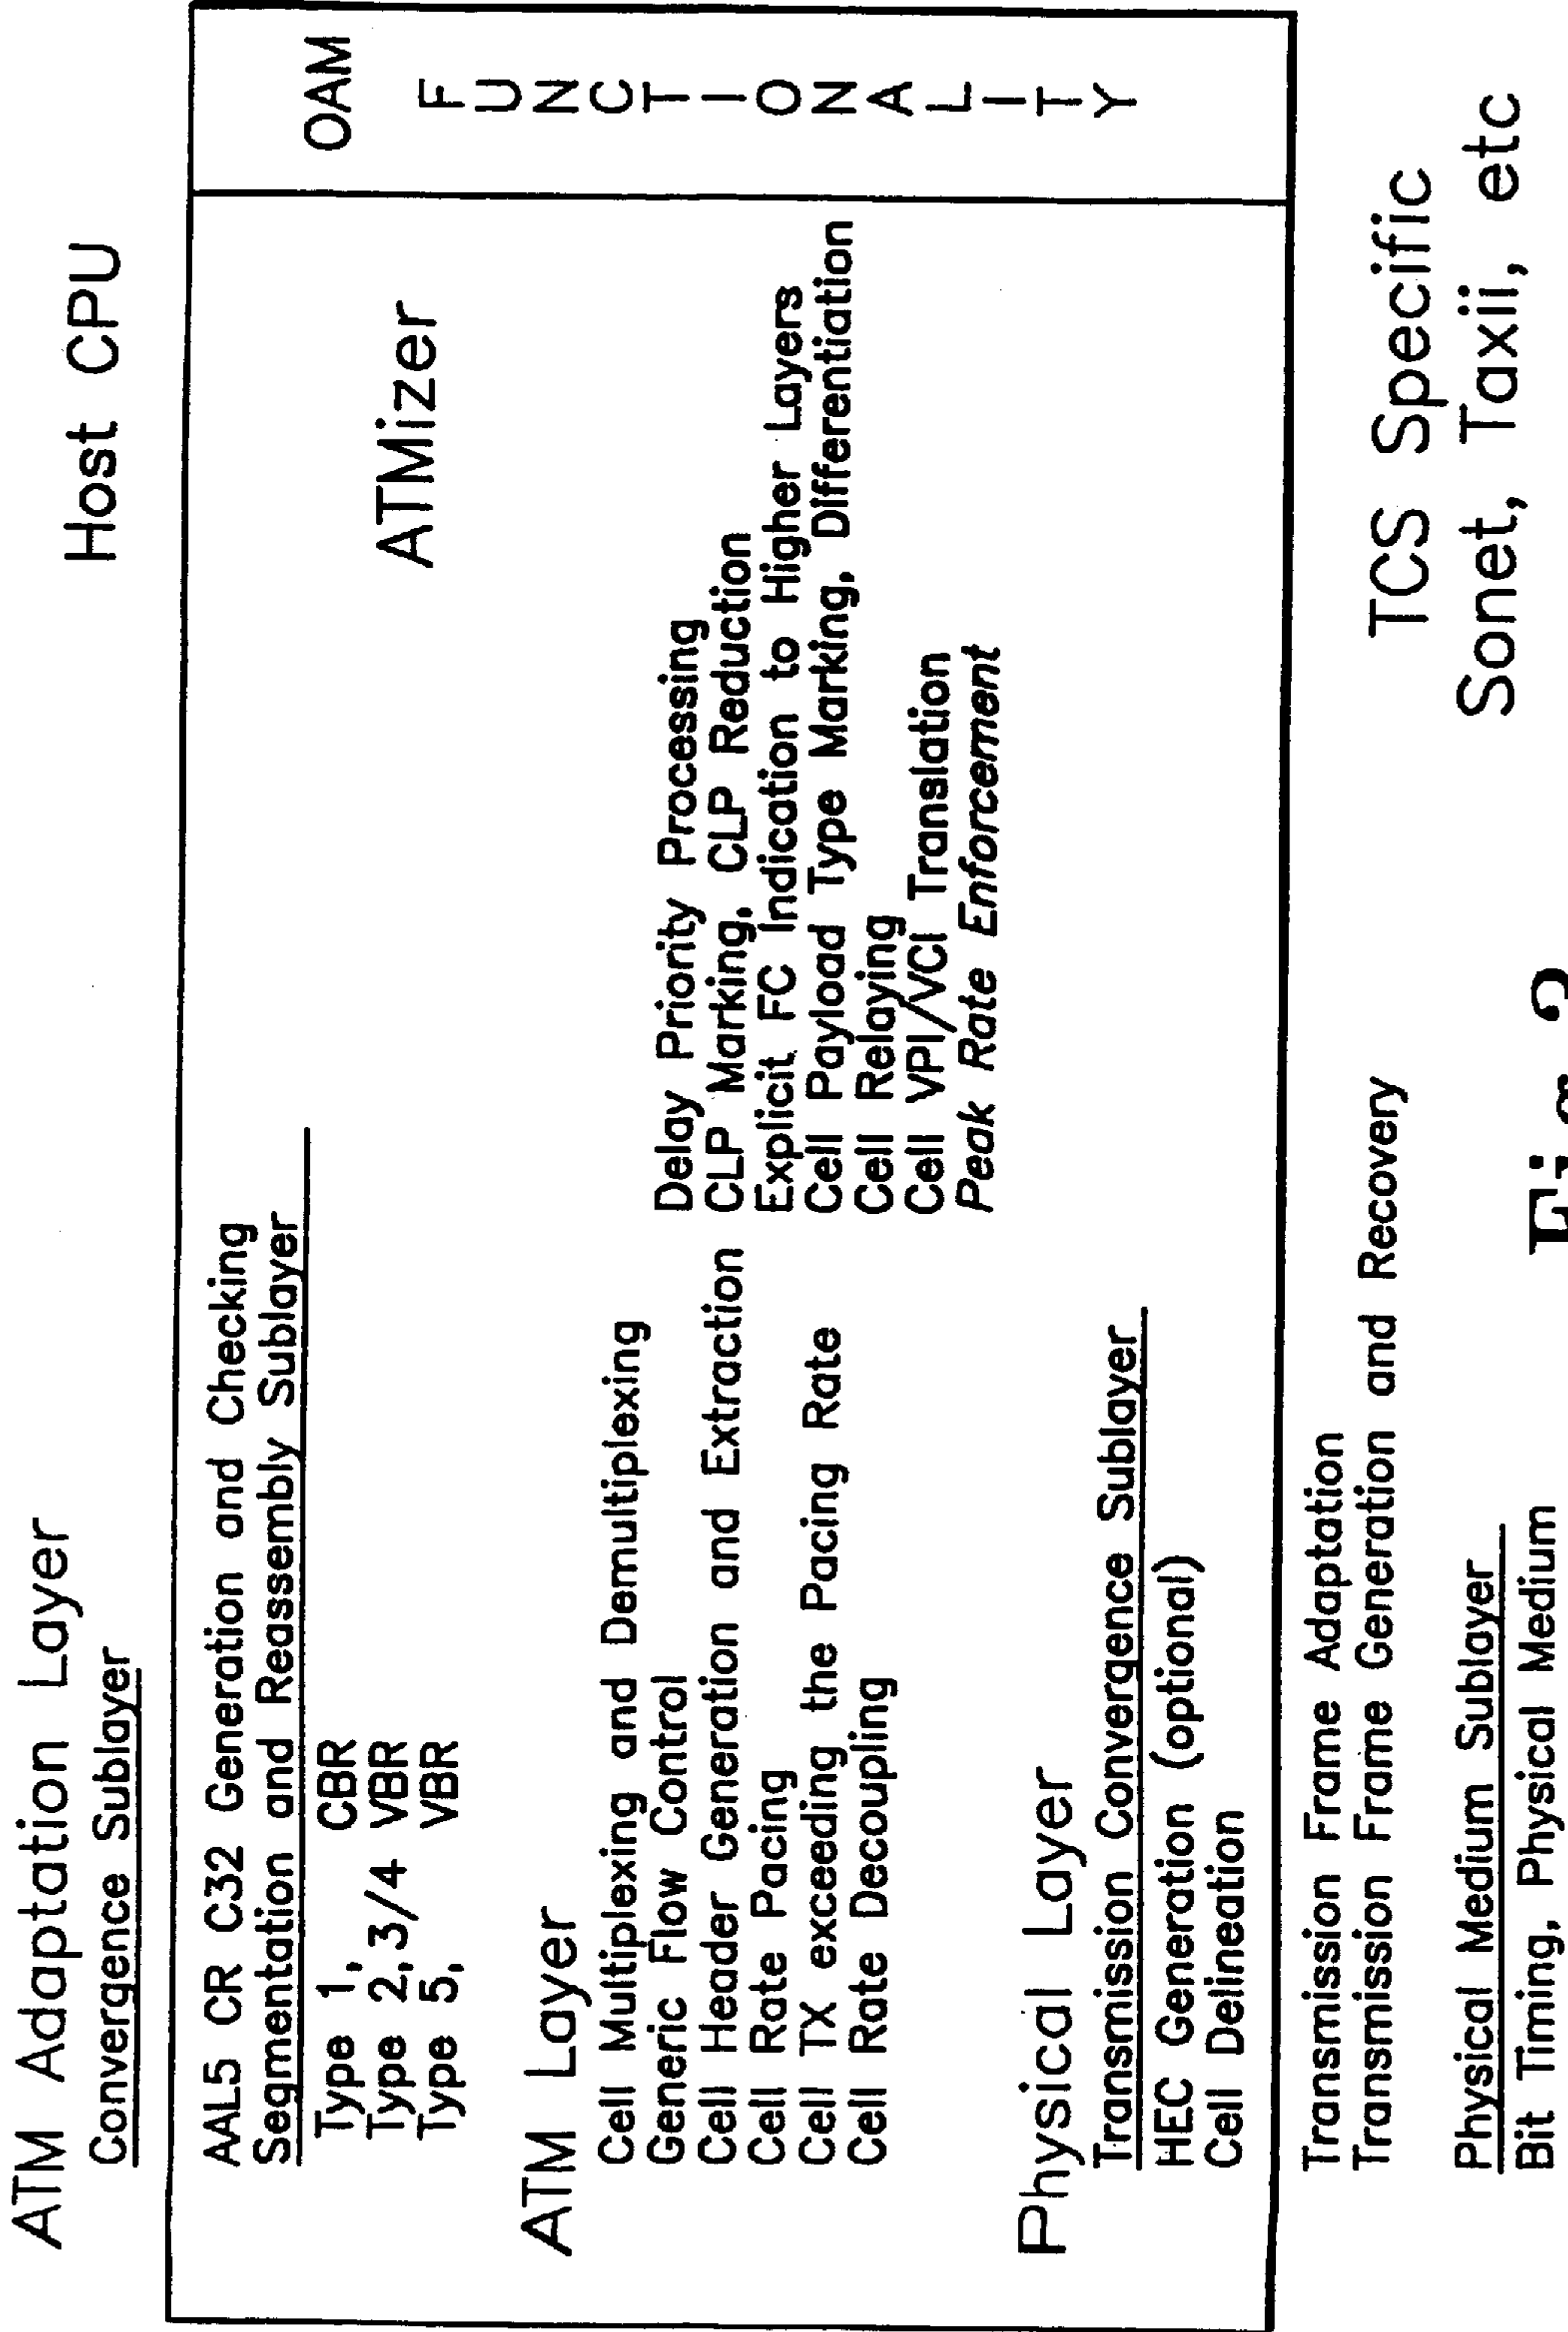 ATM Adaptation Layer
Host CPU
Convergence Sublayer
AAL5 CR C32 Generation and Checking
Segmentation and Reassembly Sublayer
Type 1, CBR
Type 2,3/4 VBR
Type 5, VBR
ATMizer
OAM
FUNCTIONALITY
ATM Layer
Cell Multiplexing and Demultiplexing
Generic Flow Control
Cell Header Generation and Extraction
Cell Rate Pacing
Cell TX exceeding the Pacing Rate
Cell Rate Decoupling
Delay Priority Processing
CLP Marking, CLP Reduction
Explicit FC Indication to Higher Layers
Cell Payload Type Marking, Differentiation
Cell Relaying
Cell VPI/VCI Translation
Peak Rate Enforcement
Physical Layer
Transmission Convergence Sublayer
HEC Generation (optional)
Cell Delineation
Transmission Frame Adaptation
Transmission Frame Generation and Recovery
TCS Specific
Sonet, Taxii, etc
Physical Medium Sublayer
Bit Timing, Physical Medium